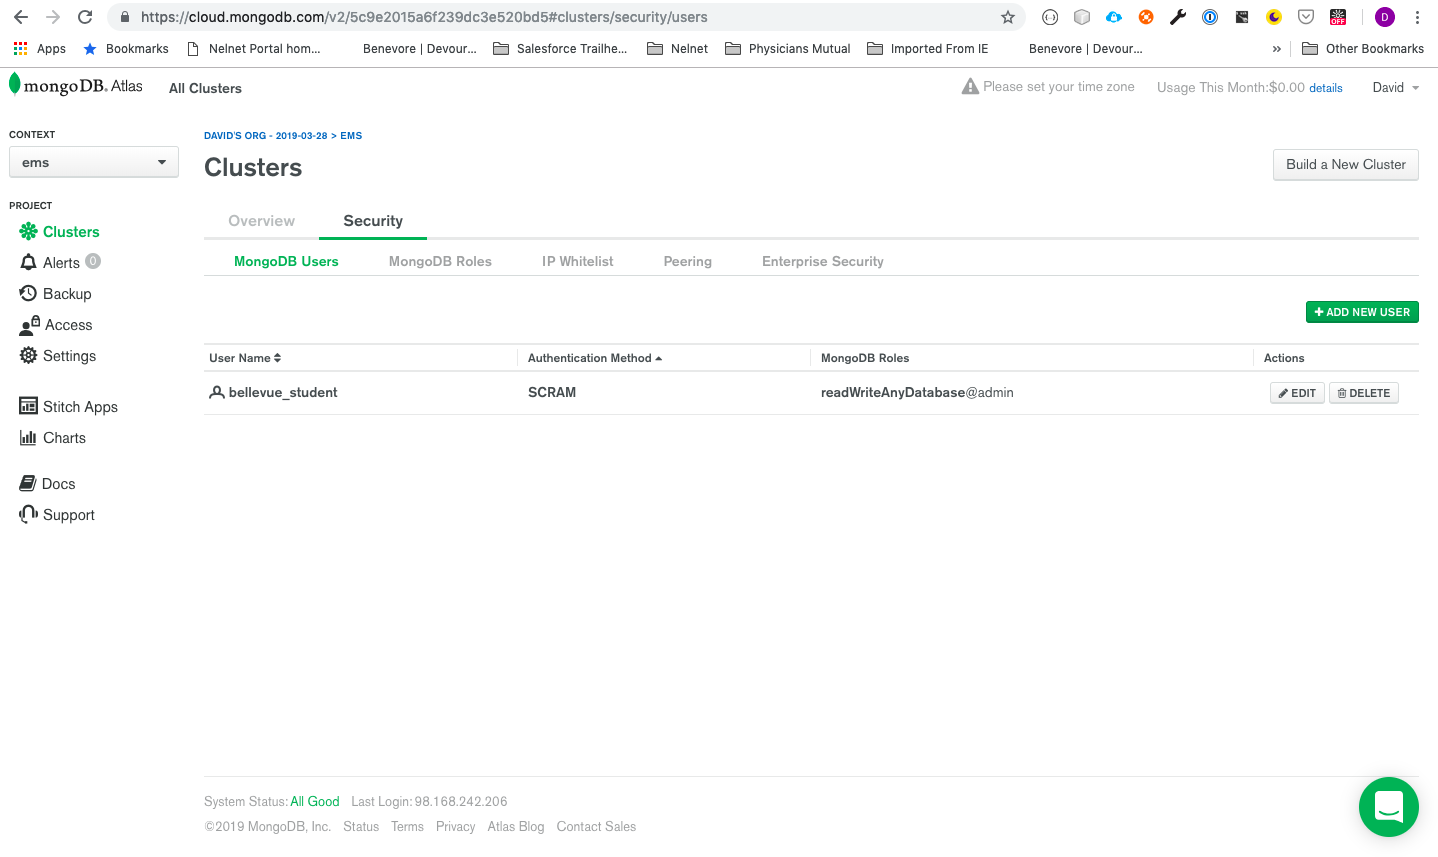 https://cloud.mongodb.com/v2/5c9e2015a6f239dc3e520bd5#clusters/security/users
OFF
D
Apps
Bookmarks
Nelnet Portal hom...
Benevore | Devour...
Salesforce Trailhe...
Nelnet
Physicians Mutual
Imported From IE
Benevore | Devour...
»
Other Bookmarks
mongoDB. Atlas
All Clusters
Please set your time zone
Usage This Month:$0.00 details
David
CONTEXT
ems
PROJECT
Clusters
Alerts 0
Backup
Access
Settings
Stitch Apps
Charts
Docs
Support
DAVID'S ORG - 2019-03-28 > EMS
Clusters
Build a New Cluster
Overview
Security
MongoDB Users
MongoDB Roles
IP Whitelist
Peering
Enterprise Security
+ ADD NEW USER
User Name
Authentication Method
MongoDB Roles
Actions
bellevue_student
SCRAM
readWriteAnyDatabase@admin
EDIT
DELETE
System Status: All Good Last Login: 98.168.242.206
©2019 MongoDB, Inc. Status Terms Privacy Atlas Blog Contact Sales